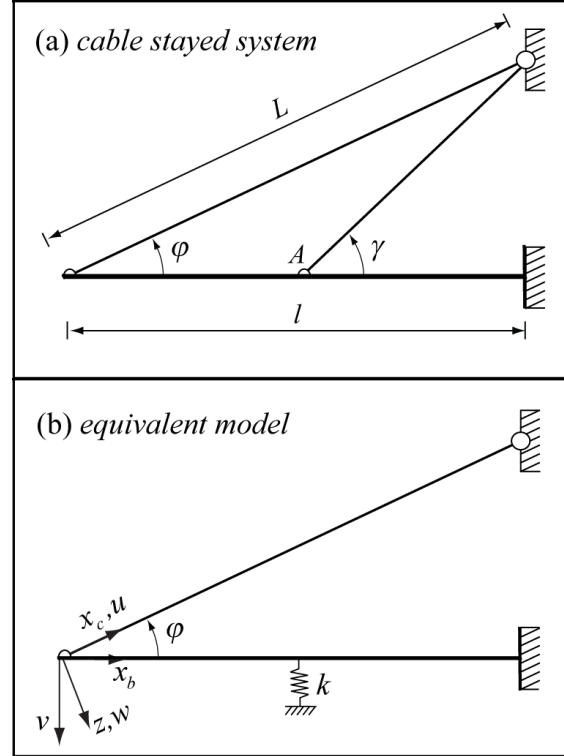 (a) cable stayed system
L
φ
A
γ
l
(b) equivalent model
x_c,u
φ
x_b
k
v
z,w